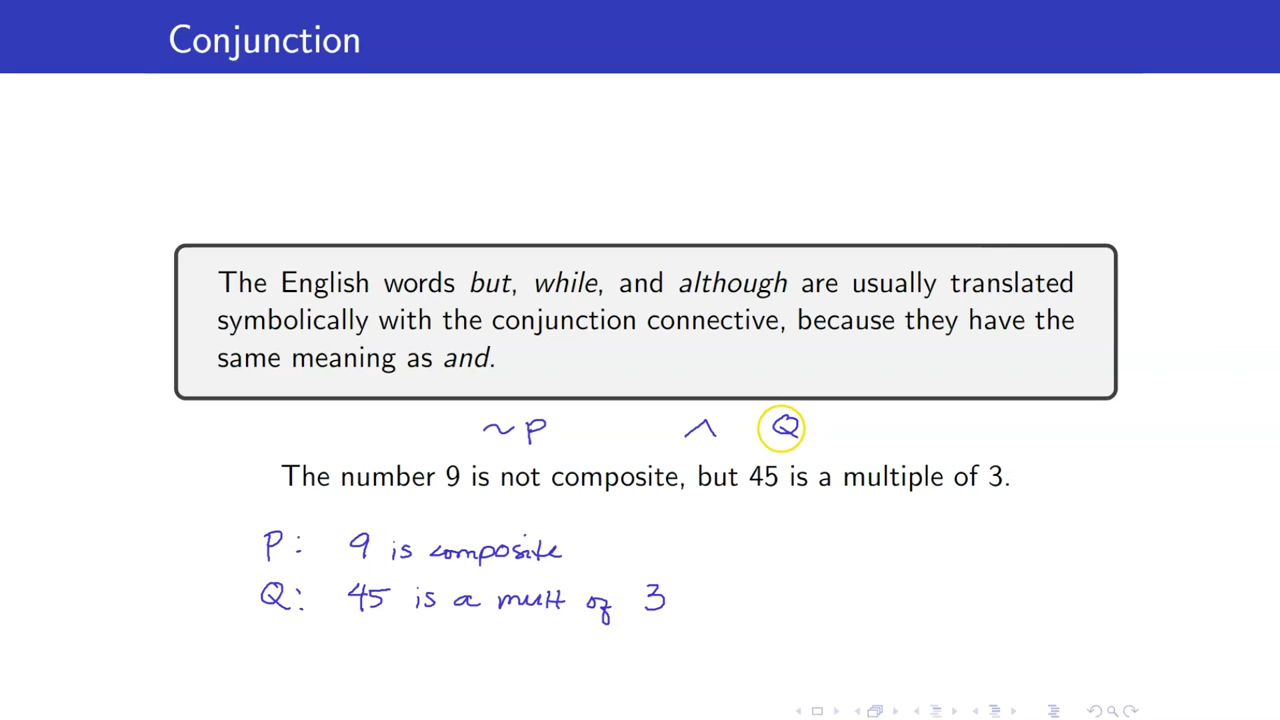 Conjunction
The English words but, while, and although are usually translated
symbolically with the conjunction connective, because they have the
same meaning as and.
~P ∧ Q
The number 9 is not composite, but 45 is a multiple of 3.
P: 9 is composite
Q: 45 is a mult of 3